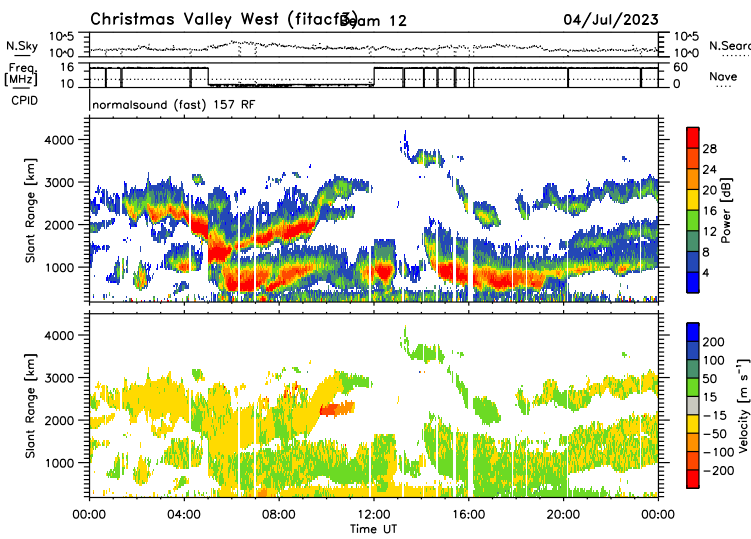 Christmas Valley West (fitacf3) Beam 12 04/Jul/2023
N.Sky 10^5 10^0 10^5 10^0 N.Searc
Freq. [MHz] 16 10 60 0 Nave
CPID normalsound (fast) 157 RF
Slant Range [km]
4000
3000
2000
1000
28
24
20
16
12
8
4
Power [dB]
Slant Range [km]
4000
3000
2000
1000
200
100
50
15
-15
-50
-100
-200
Velocity [m s⁻¹]
00:00 04:00 08:00 12:00 16:00 20:00 00:00
Time UT